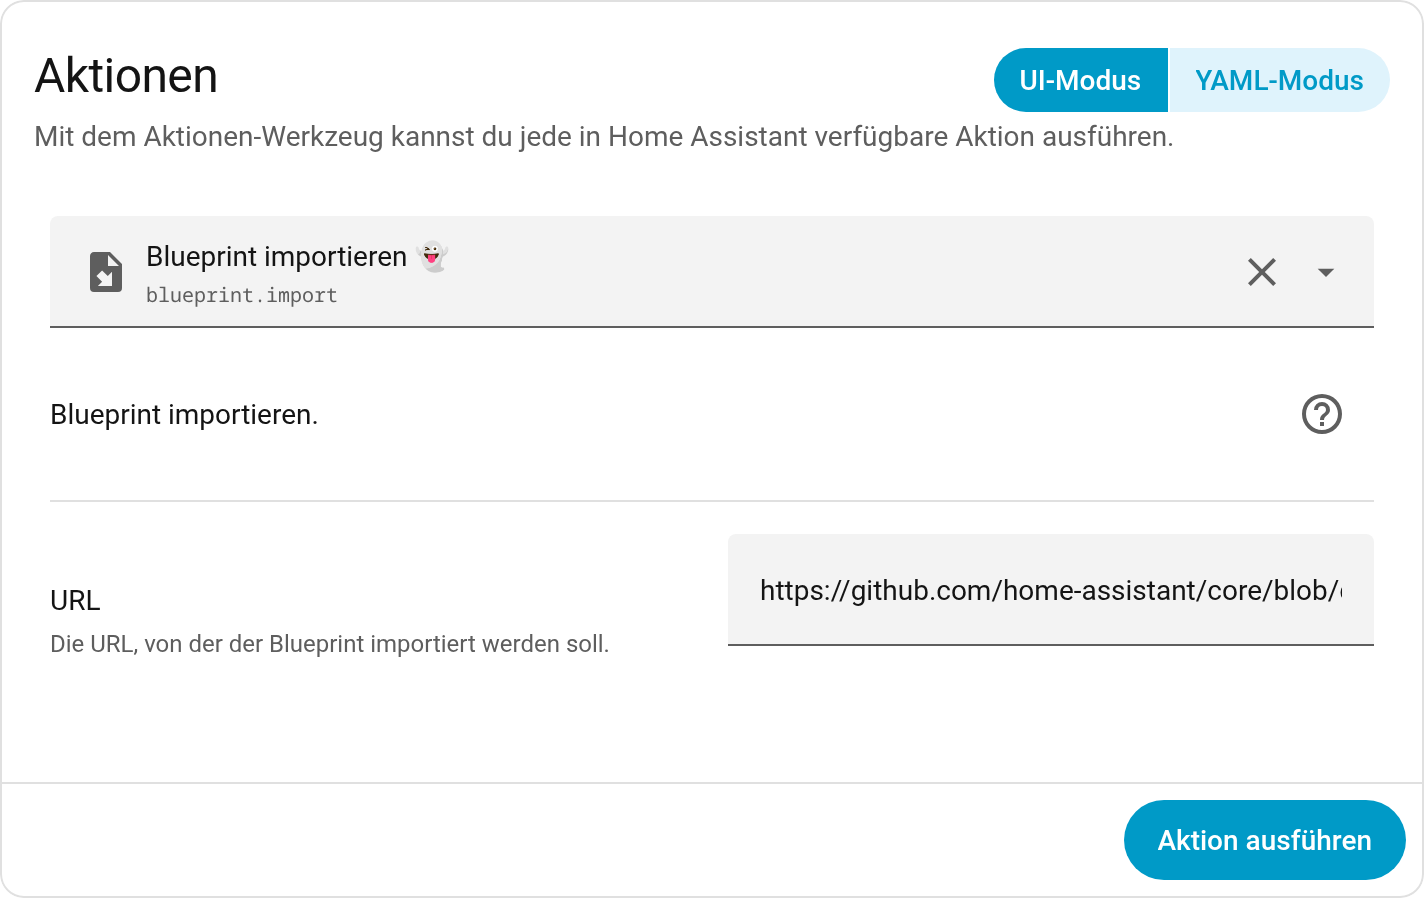 Aktionen
UI-Modus
YAML-Modus
Mit dem Aktionen-Werkzeug kannst du jede in Home Assistant verfügbare Aktion ausführen.
Blueprint importieren 👻
blueprint.import
Blueprint importieren.
URL
Die URL, von der der Blueprint importiert werden soll.
https://github.com/home-assistant/core/blob/
Aktion ausführen